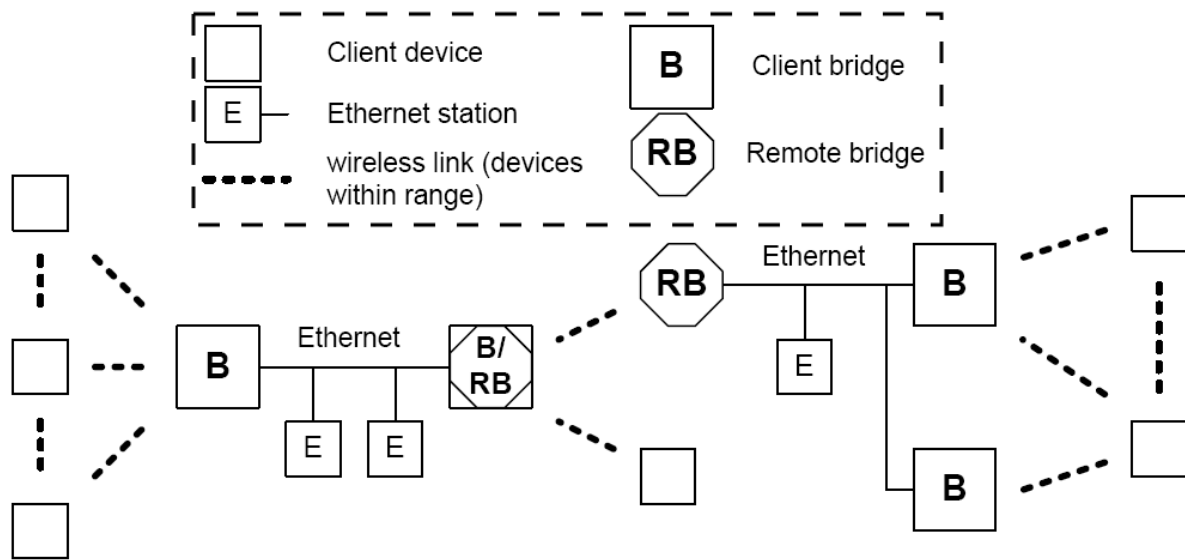 Client device
B
Client bridge
E
Ethernet station
RB
Remote bridge
wireless link (devices
within range)
Ethernet
RB
B
Ethernet
B
B/
RB
E
E
E
B